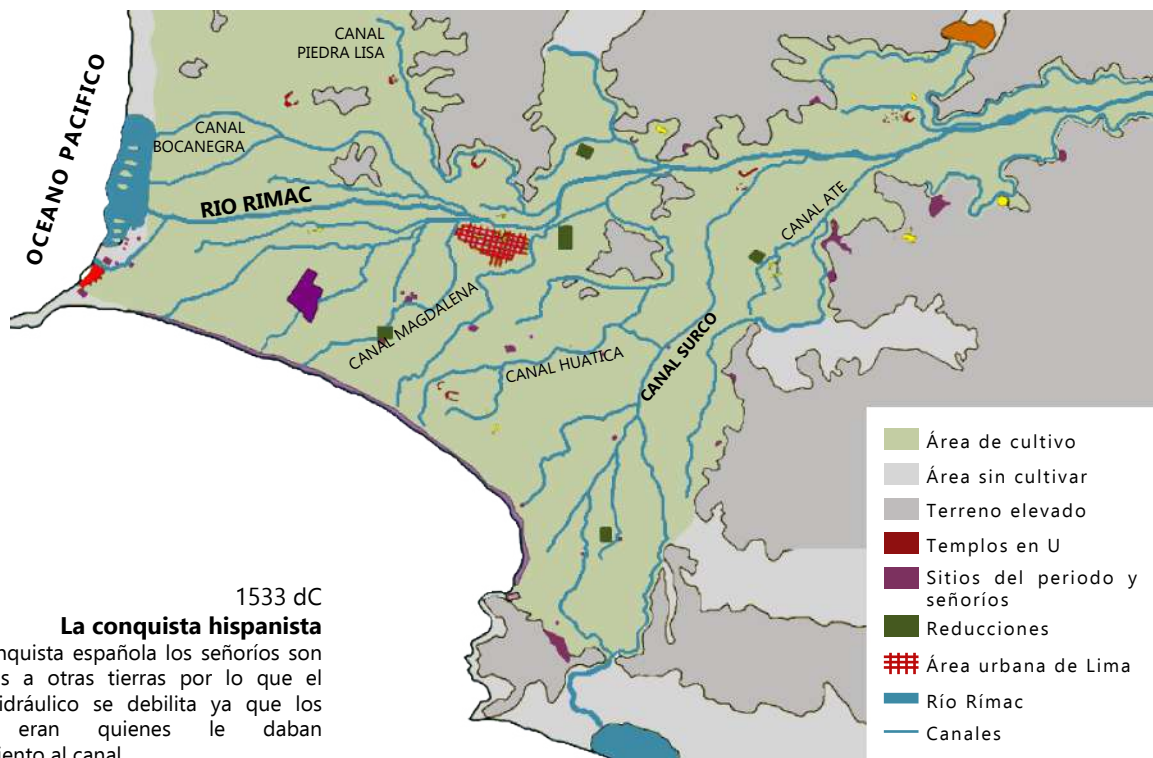 CANAL
PIEDRA LISA
OCEANO PACIFICO
CANAL
BOCANEGRA
RIO RIMAC
CANAL ATE
CANAL MAGDALENA
CANAL HUATICA
CANAL SURCO
Área de cultivo
Área sin cultivar
Terreno elevado
Templos en U
Sitios del periodo y
señoríos
Reducciones
Área urbana de Lima
Río Rímac
Canales
1533 dC
La conquista hispanista
española los señoríos son
a otras tierras por lo que el
se debilita ya que los
eran quienes le daban
al canal